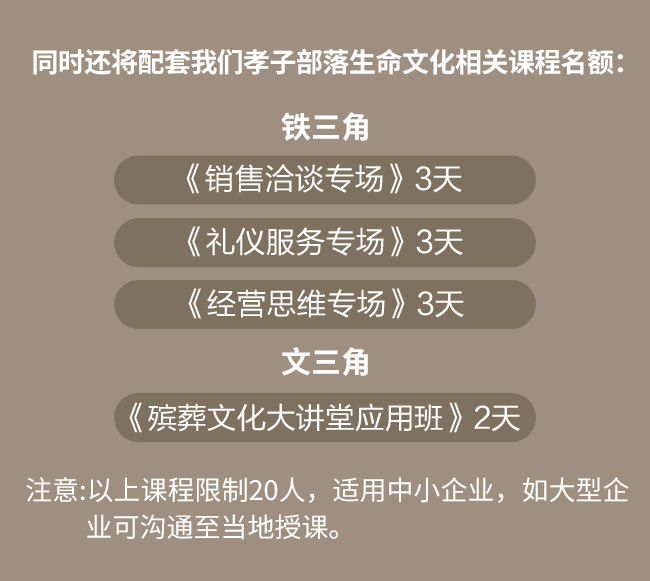 同时还将配套我们孝子部落生命文化相关课程名额：
铁三角
《销售洽谈专场》3天
《礼仪服务专场》3天
《经营思维专场》3天
文三角
《殡葬文化大讲堂应用班》2天
注意:以上课程限制20人，适用中小企业，如大型企
业可沟通至当地授课。